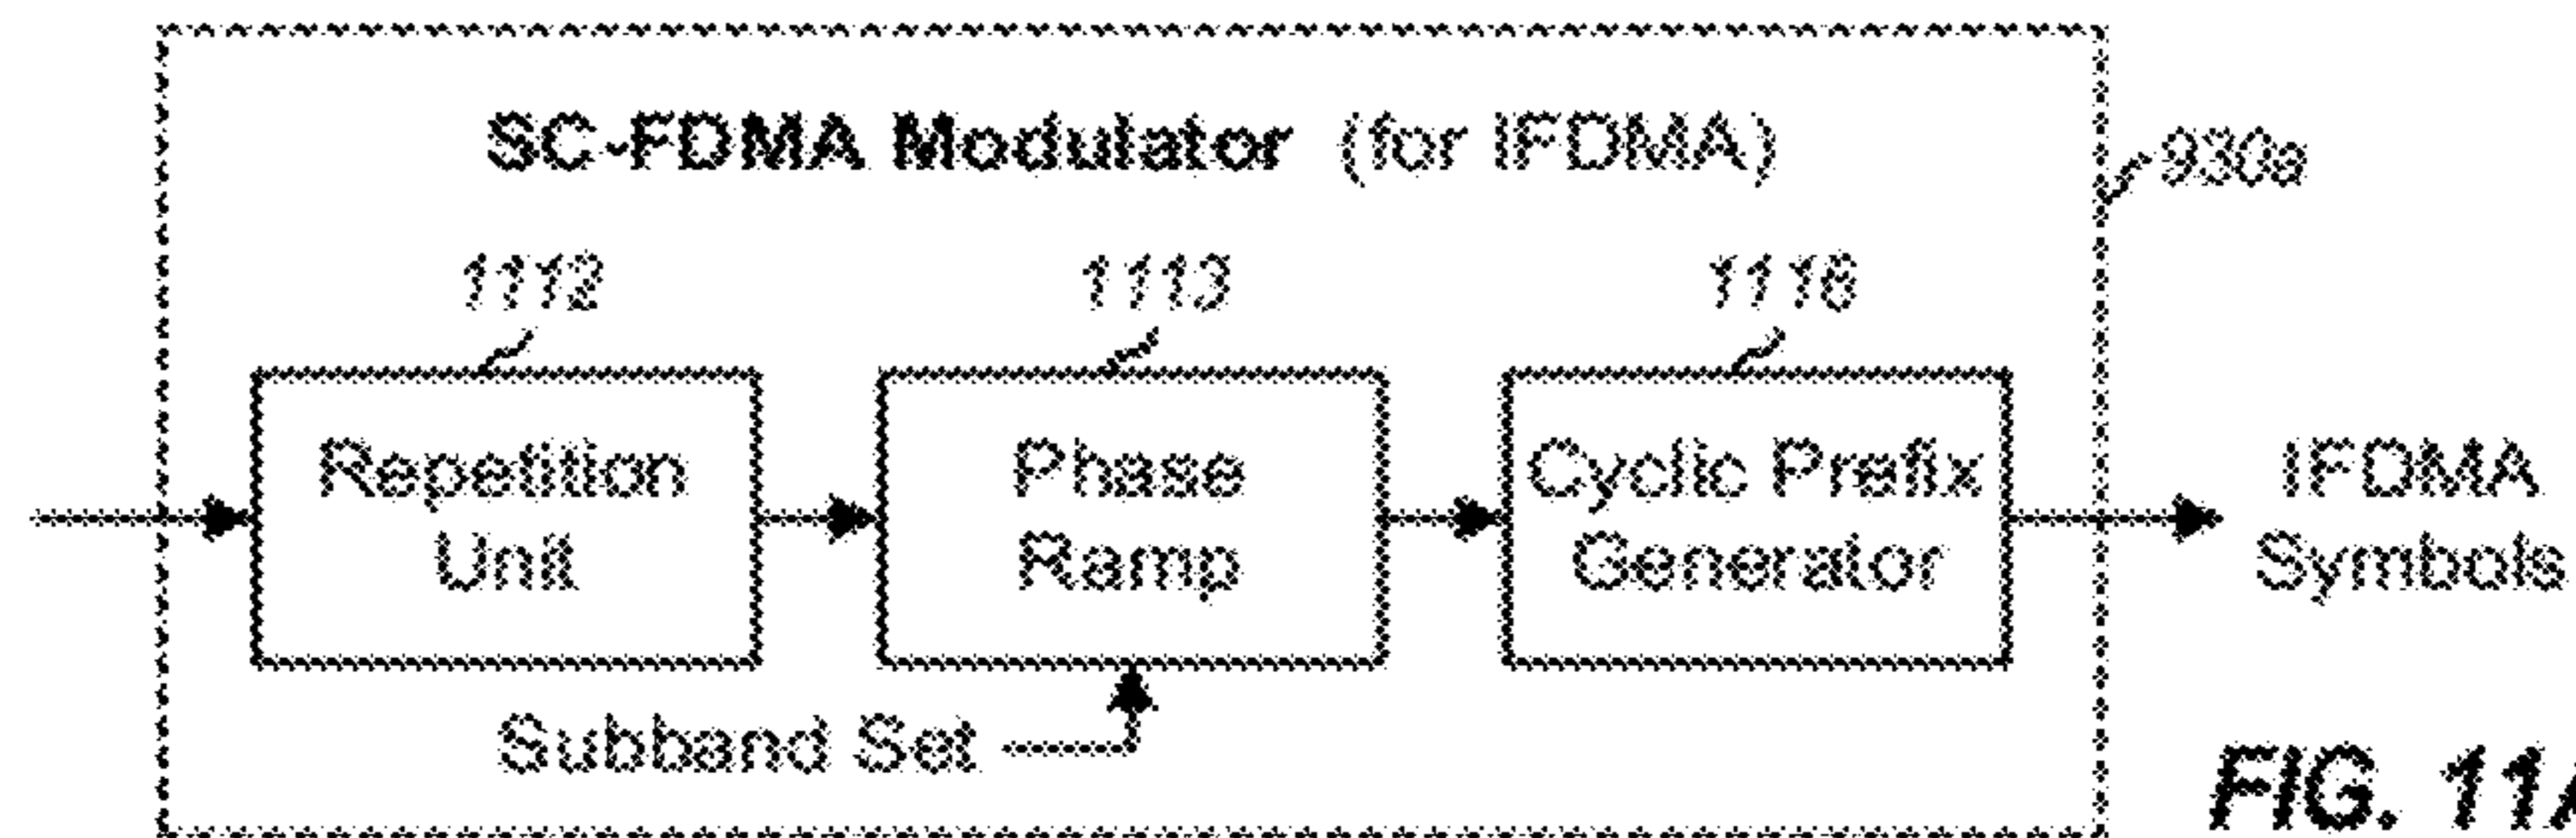 SC-FDMA Modulator (for IFDMA)
930a
1112
1113
1116
Repetition
Unit
Phase
Ramp
Cyclic Prefix
Generator
IFDMA
Symbols
Subband Set
FIG. 11A